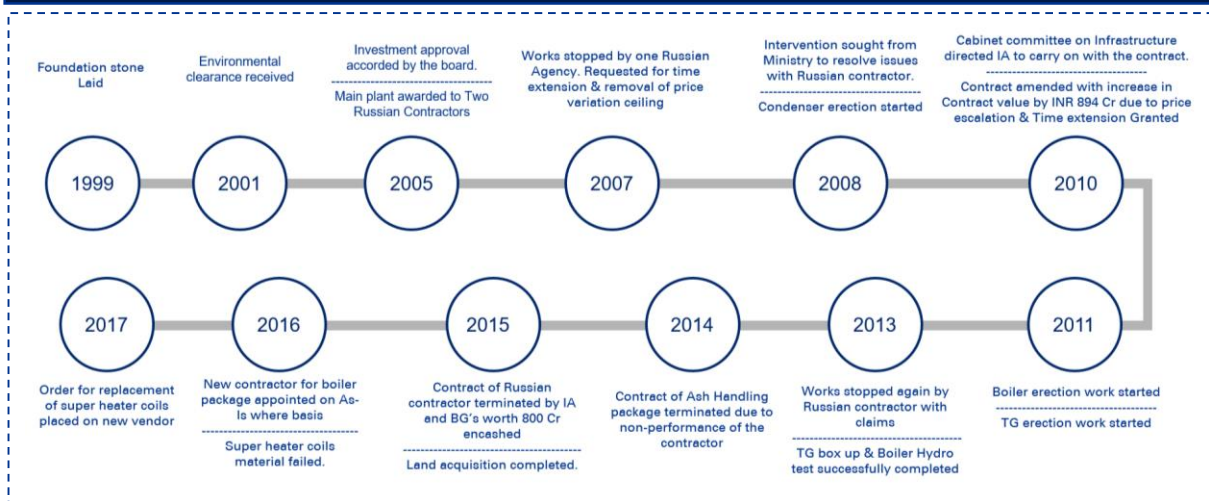 Foundation stone
Laid
1999
Environmental
clearance received
2001
Investment approval
accorded by the board.
Main plant awarded to Two
Russian Contractors
2005
Works stopped by one Russian
Agency. Requested for time
extension & removal of price
variation ceiling
2007
Intervention sought from
Ministry to resolve issues
with Russian contractor.
Condenser erection started
2008
Cabinet committee on Infrastructure
directed IA to carry on with the contract.
Contract amended with increase in
Contract value by INR 894 Cr due to price
escalation & Time extension Granted
2010
2017
Order for replacement
of super heater coils
placed on new vendor
2016
New contractor for boiler
package appointed on As-
Is where basis
Super heater coils
material failed.
2015
Contract of Russian
contractor terminated by IA
and BG's worth 800 Cr
encashed
Land acquisition completed.
2014
Contract of Ash Handling
package terminated due to
non-performance of the
contractor
2013
Works stopped again by
Russian contractor with
claims
TG box up & Boiler Hydro
test successfully completed
2011
Boiler erection work started
TG erection work started